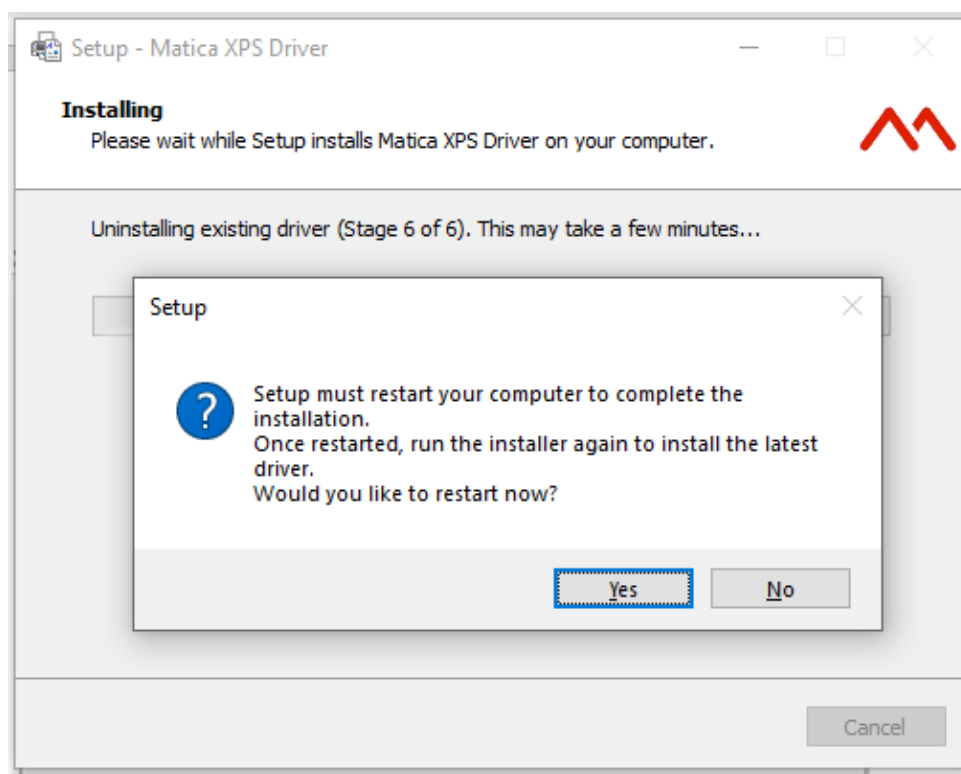 Setup - Matica XPS Driver
Installing
Please wait while Setup installs Matica XPS Driver on your computer.
Uninstalling existing driver (Stage 6 of 6). This may take a few minutes...
Setup
Setup must restart your computer to complete the
installation.
Once restarted, run the installer again to install the latest
driver.
Would you like to restart now?
Yes
No
Cancel